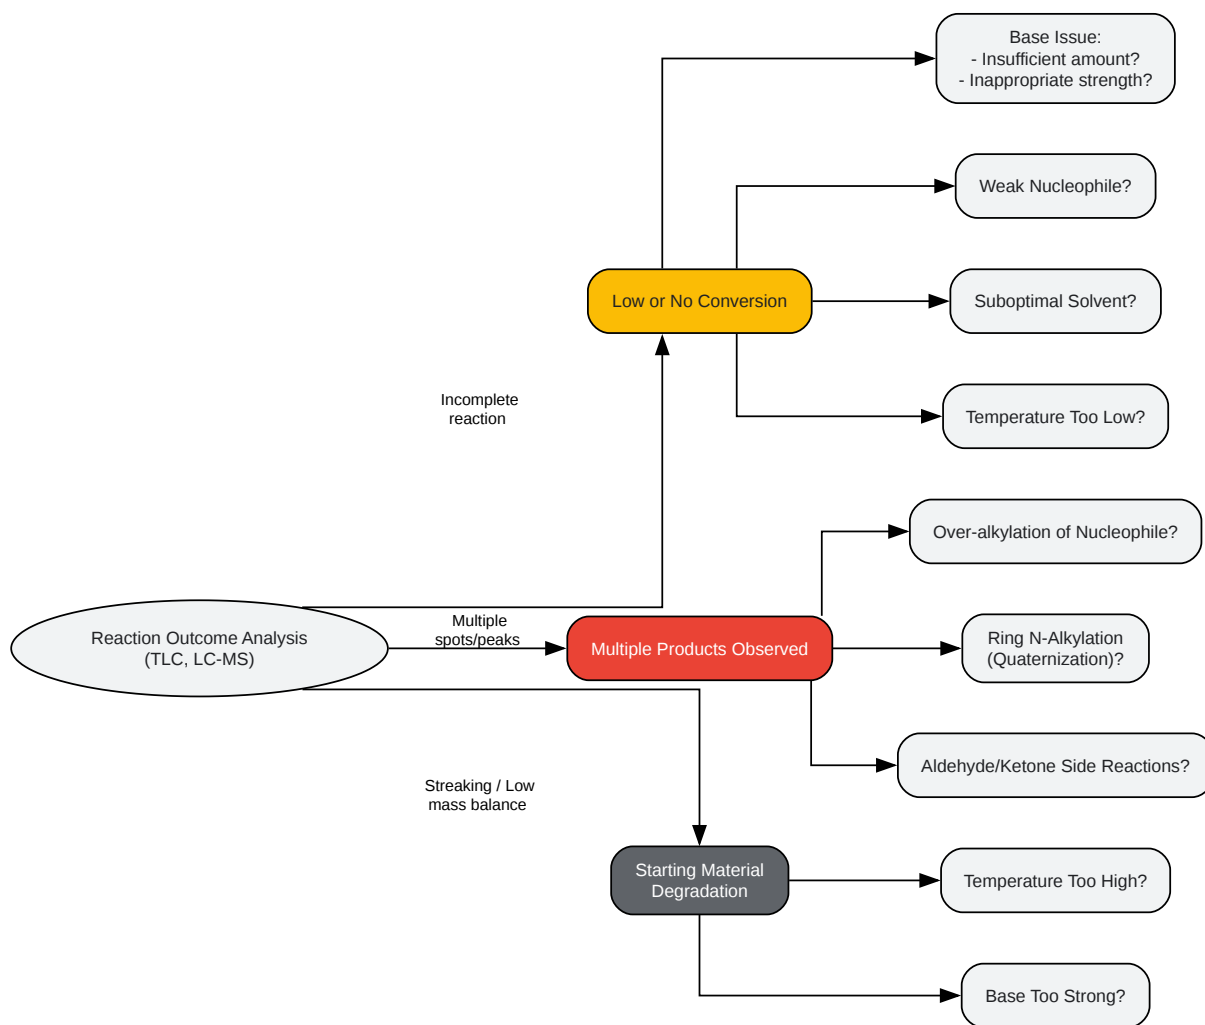 Base Issue:
- Insufficient amount?
- Inappropriate strength?
Weak Nucleophile?
Low or No Conversion
Suboptimal Solvent?
Incomplete
reaction
Temperature Too Low?
Over-alkylation of Nucleophile?
Reaction Outcome Analysis
(TLC, LC-MS)
Multiple
spots/peaks
Multiple Products Observed
Ring N-Alkylation
(Quaternization)?
Aldehyde/Ketone Side Reactions?
Streaking / Low
mass balance
Starting Material
Degradation
Temperature Too High?
Base Too Strong?